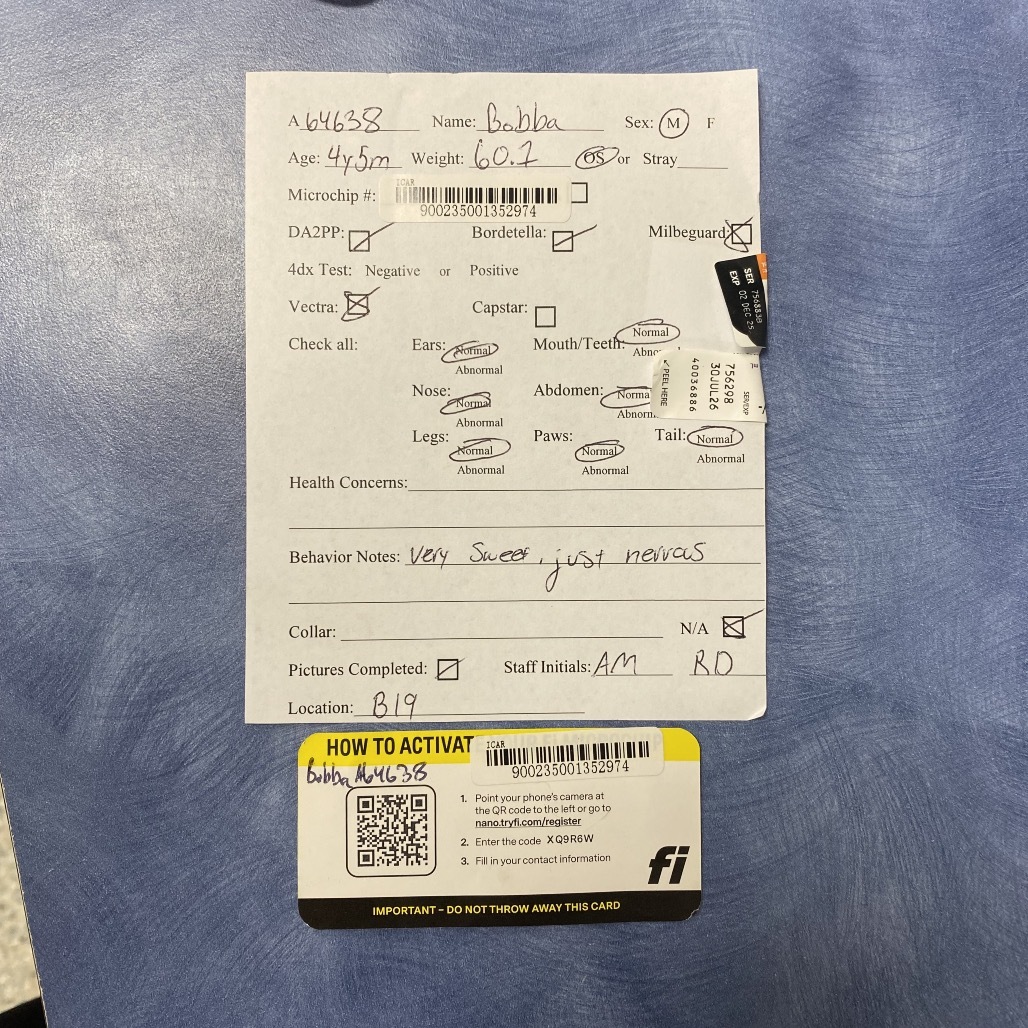 A 64638 Name: Bobba Sex: M F
Age: 4y5m Weight: 60.1 OS or Stray
Microchip #: ICAR
900235001352974
DA2PP: Bordetella: Milbeguard:
4dx Test: Negative or Positive
SER 7568838
EXP 02 DEC 25
Vectra: Capstar:
Check all: Ears: Normal Mouth/Teeth: Normal
Abnormal
Nose: Normal Abdomen:
Abnormal
756298 SER/EXP
30JUL26
40036886
PEEL HERE
Legs: Normal Paws: Normal Tail: Normal
Abnormal Abnormal Abnormal
Health Concerns:
Behavior Notes: very sweet, just nervous
Collar: N/A
Pictures Completed: Staff Initials: AM RD
Location: B19
HOW TO ACTIVAT
ICAR
900235001352974
Bobba A64638
1. Point your phone's camera at
the QR code to the left or go to
nano.tryfi.com/register
2. Enter the code XQ9R6W
3. Fill in your contact information
fi
IMPORTANT – DO NOT THROW AWAY THIS CARD